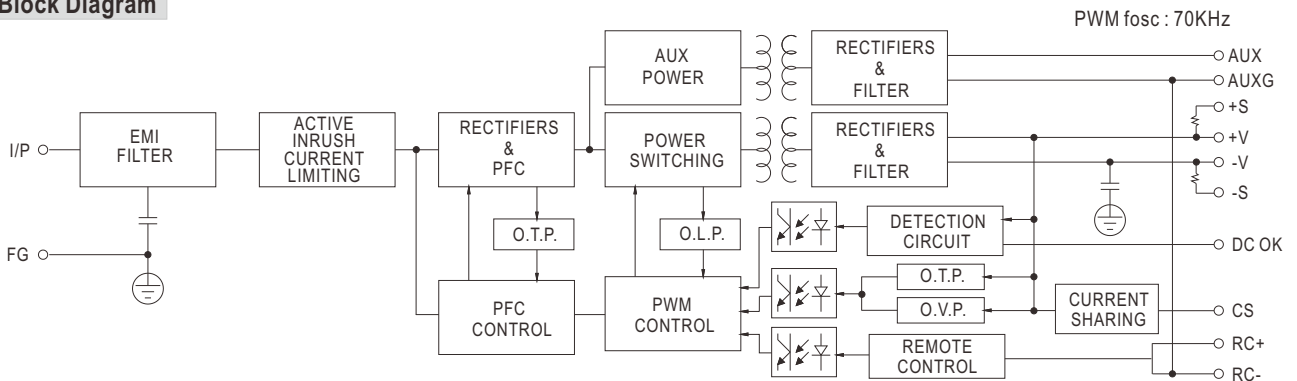 Block Diagram
PWM fosc : 70KHz
AUX
POWER
RECTIFIERS
&
FILTER
AUX
AUXG
+S
I/P
EMI
FILTER
ACTIVE
INRUSH
CURRENT
LIMITING
RECTIFIERS
&
PFC
POWER
SWITCHING
RECTIFIERS
&
FILTER
+V
-V
-S
O.T.P.
O.L.P.
DETECTION
CIRCUIT
DC OK
FG
PFC
CONTROL
PWM
CONTROL
O.T.P.
O.V.P.
CURRENT
SHARING
CS
REMOTE
CONTROL
RC+
RC-